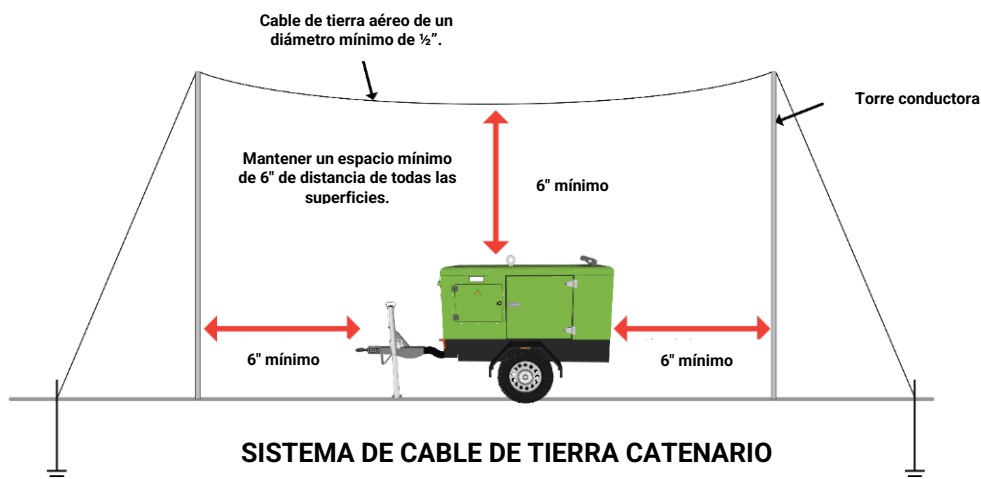 Cable de tierra aéreo de un
diámetro mínimo de ½”.
Torre conductora
Mantener un espacio mínimo
de 6" de distancia de todas las
superficies.
6" mínimo
6" mínimo
6" mínimo
SISTEMA DE CABLE DE TIERRA CATENARIO